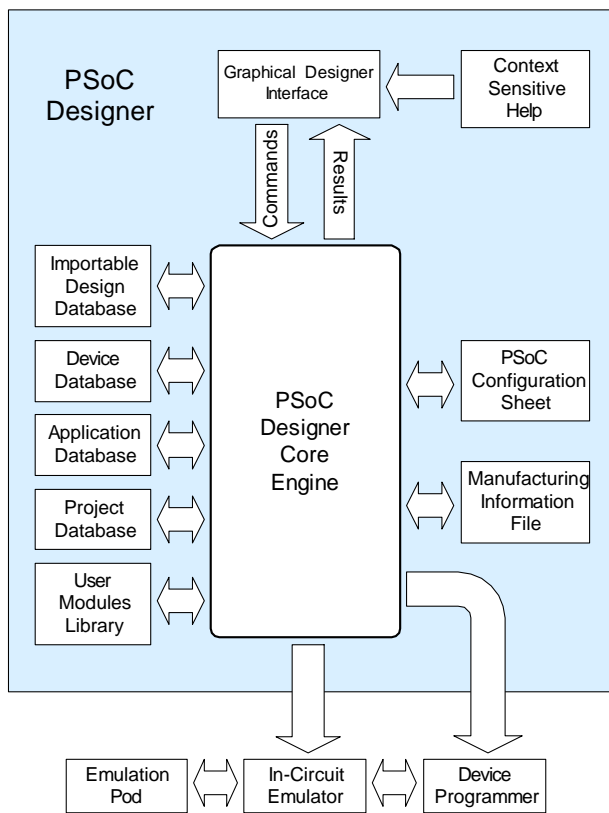 PSoC
Designer
Graphical Designer
Interface
Context
Sensitive
Help
Commands
Results
Importable
Design
Database
Device
Database
Application
Database
Project
Database
User
Modules
Library
PSoC
Designer
Core
Engine
PSoC
Configuration
Sheet
Manufacturing
Information
File
Emulation
Pod
In-Circuit
Emulator
Device
Programmer